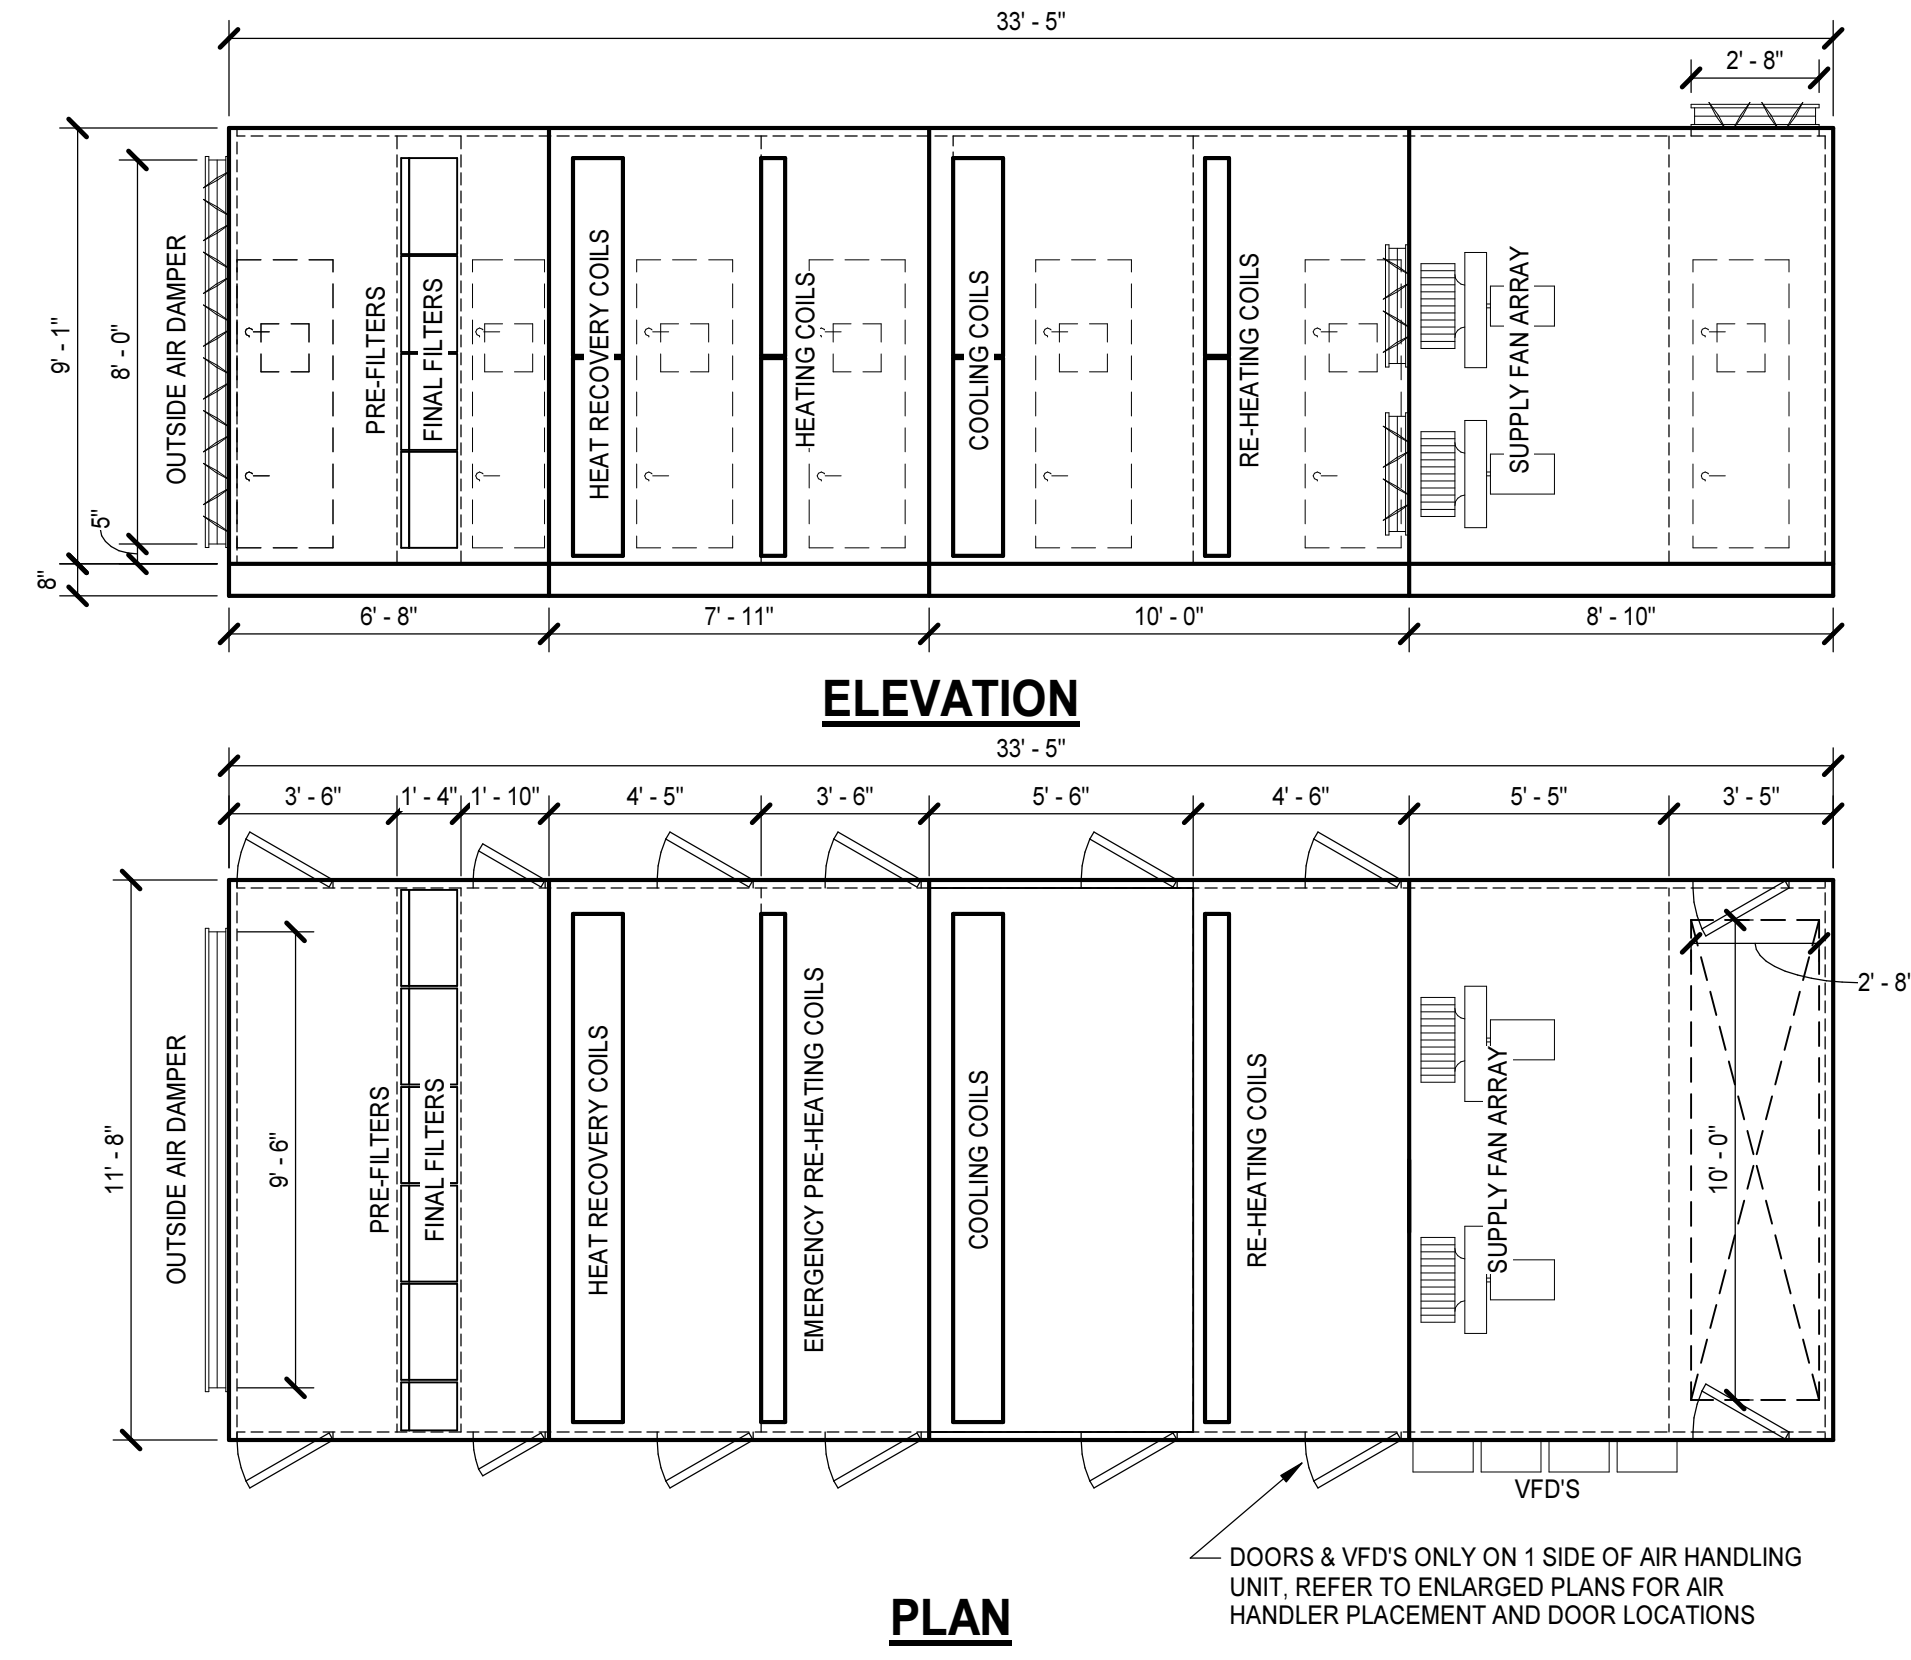 33' - 5"
2' - 8"
9' - 1"
8' - 0"
5"
8"
OUTSIDE AIR DAMPER
PRE-FILTERS
FINAL FILTERS
HEAT RECOVERY COILS
HEATING COILS
COOLING COILS
RE-HEATING COILS
SUPPLY FAN ARRAY
6' - 8"
7' - 11"
10' - 0"
8' - 10"
ELEVATION
33' - 5"
3' - 6"
1' - 4"
1' - 10"
4' - 5"
3' - 6"
5' - 6"
4' - 6"
5' - 5"
3' - 5"
11' - 8"
OUTSIDE AIR DAMPER
9' - 6"
PRE-FILTERS
FINAL FILTERS
HEAT RECOVERY COILS
EMERGENCY PRE-HEATING COILS
COOLING COILS
RE-HEATING COILS
SUPPLY FAN ARRAY
10' - 0"
2' - 8'
VFD'S
DOORS & VFD'S ONLY ON 1 SIDE OF AIR HANDLING
UNIT, REFER TO ENLARGED PLANS FOR AIR
HANDLER PLACEMENT AND DOOR LOCATIONS
PLAN